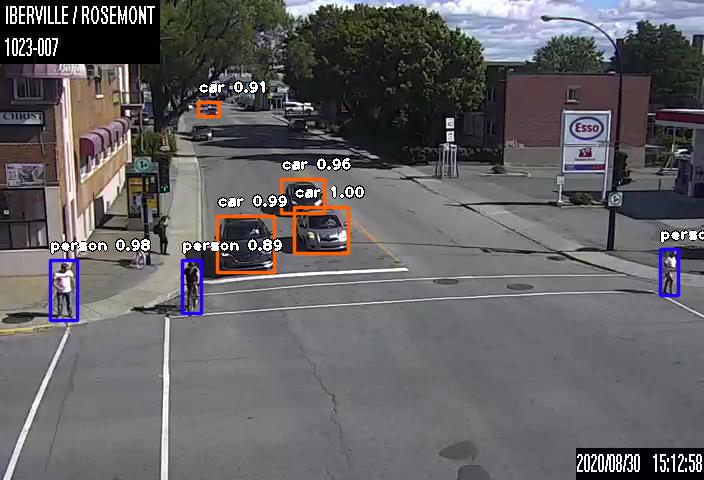 IBERVILLE / ROSEMONT
1023-007
car 0.91
CHRIST
car 0.96
car 0.99
car 1.00
Esso
person 0.98
person 0.89
perso
2020/08/30 15:12:58